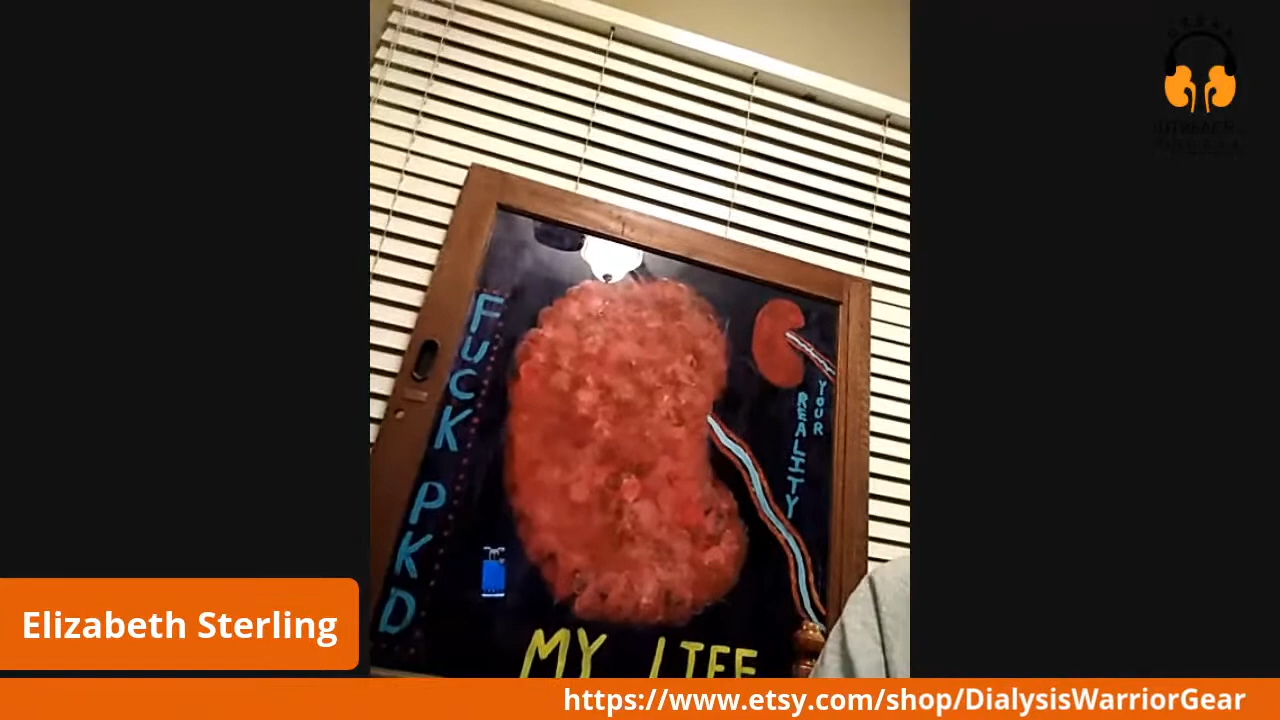 FUCK PKD
YOUR
REALITY
MY LIFE
Elizabeth Sterling
https://www.etsy.com/shop/DialysisWarriorGear